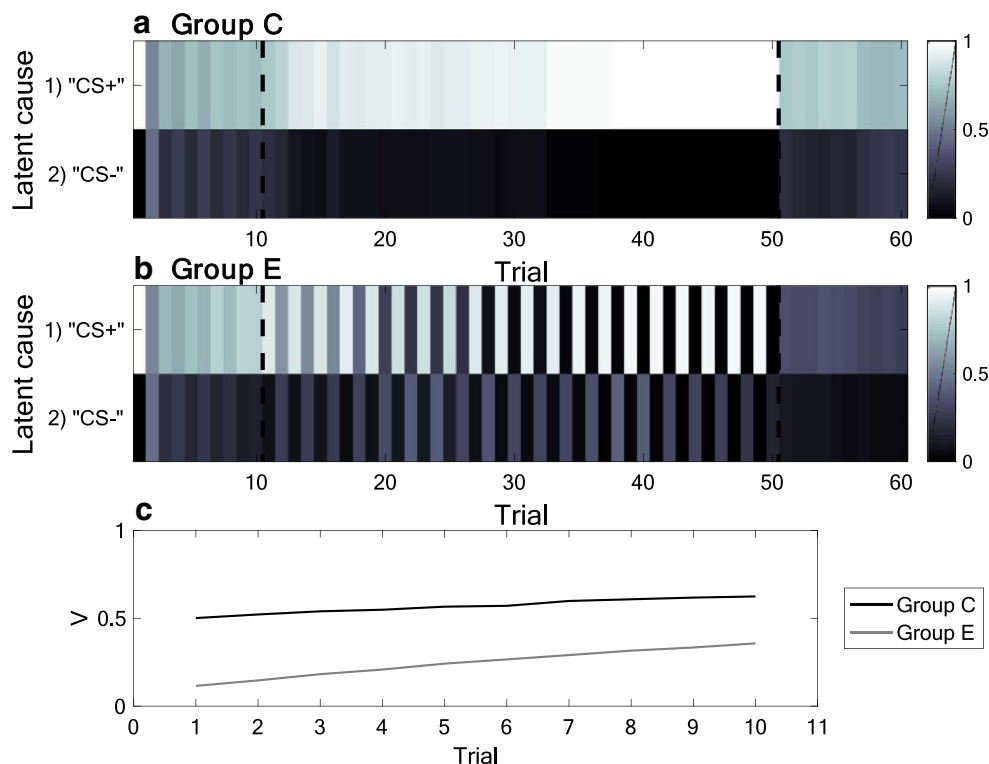 a Group C
Latent cause
1) "CS+"
2) "CS-"
10 20 30 40 50 60
Trial
1
0.5
0
b Group E
Latent cause
1) "CS+"
2) "CS-"
10 20 30 40 50 60
Trial
1
0.5
0
c
V
1
0.5
0
0 1 2 3 4 5 6 7 8 9 10 11
Trial
Group C
Group E